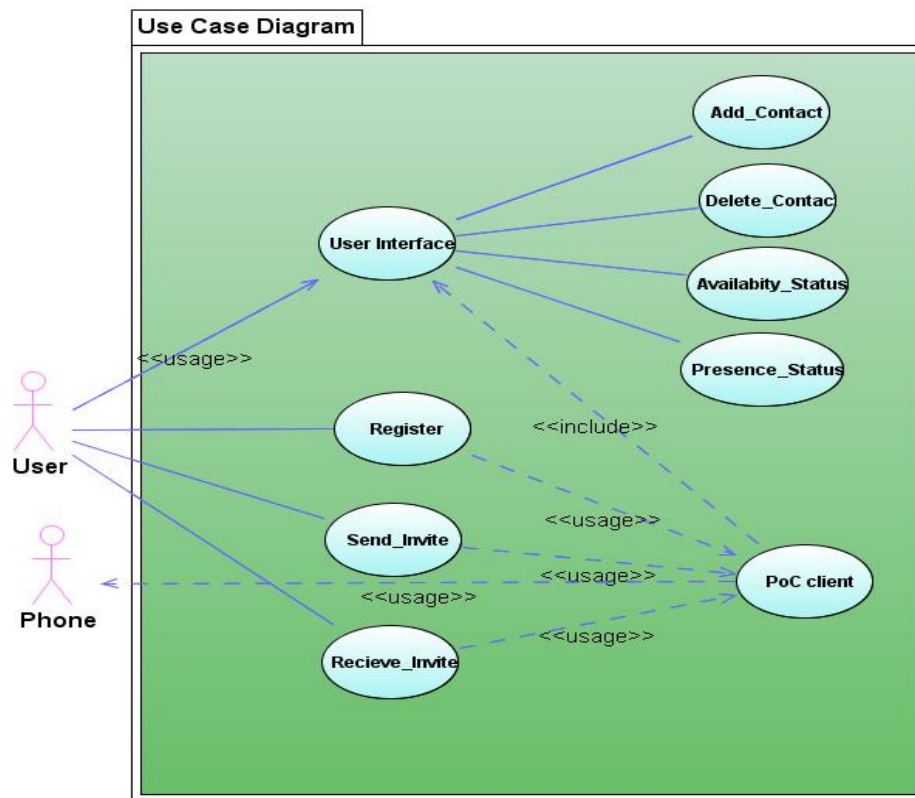 Use Case Diagram
Add_Contact
Delete_Contac
User Interface
Availabity_Status
<<usage>>
Presence_Status
Register
<<include>>
User
<<usage>>
Send_Invite
<<usage>>
PoC client
<<usage>>
Phone
<<usage>>
Recieve_Invite